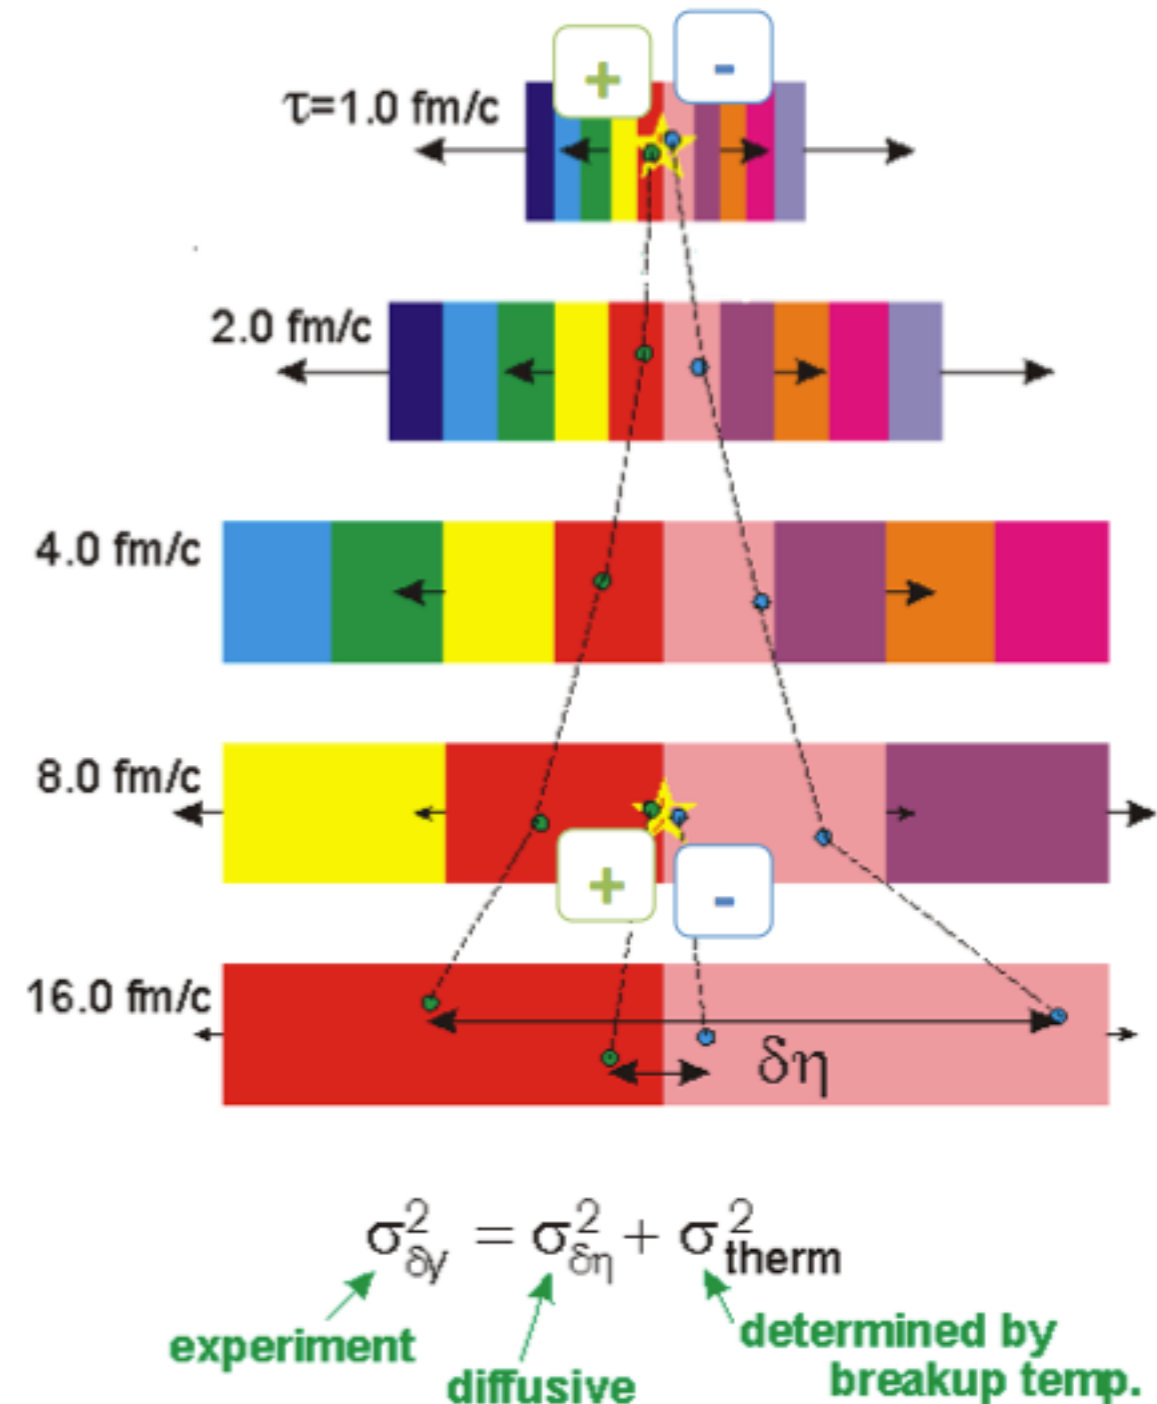 + -
τ=1.0 fm/c
2.0 fm/c
4.0 fm/c
8.0 fm/c
+ -
16.0 fm/c
δη
σ²δy = σ²δη + σ²therm
experiment
diffusive
determined by
breakup temp.